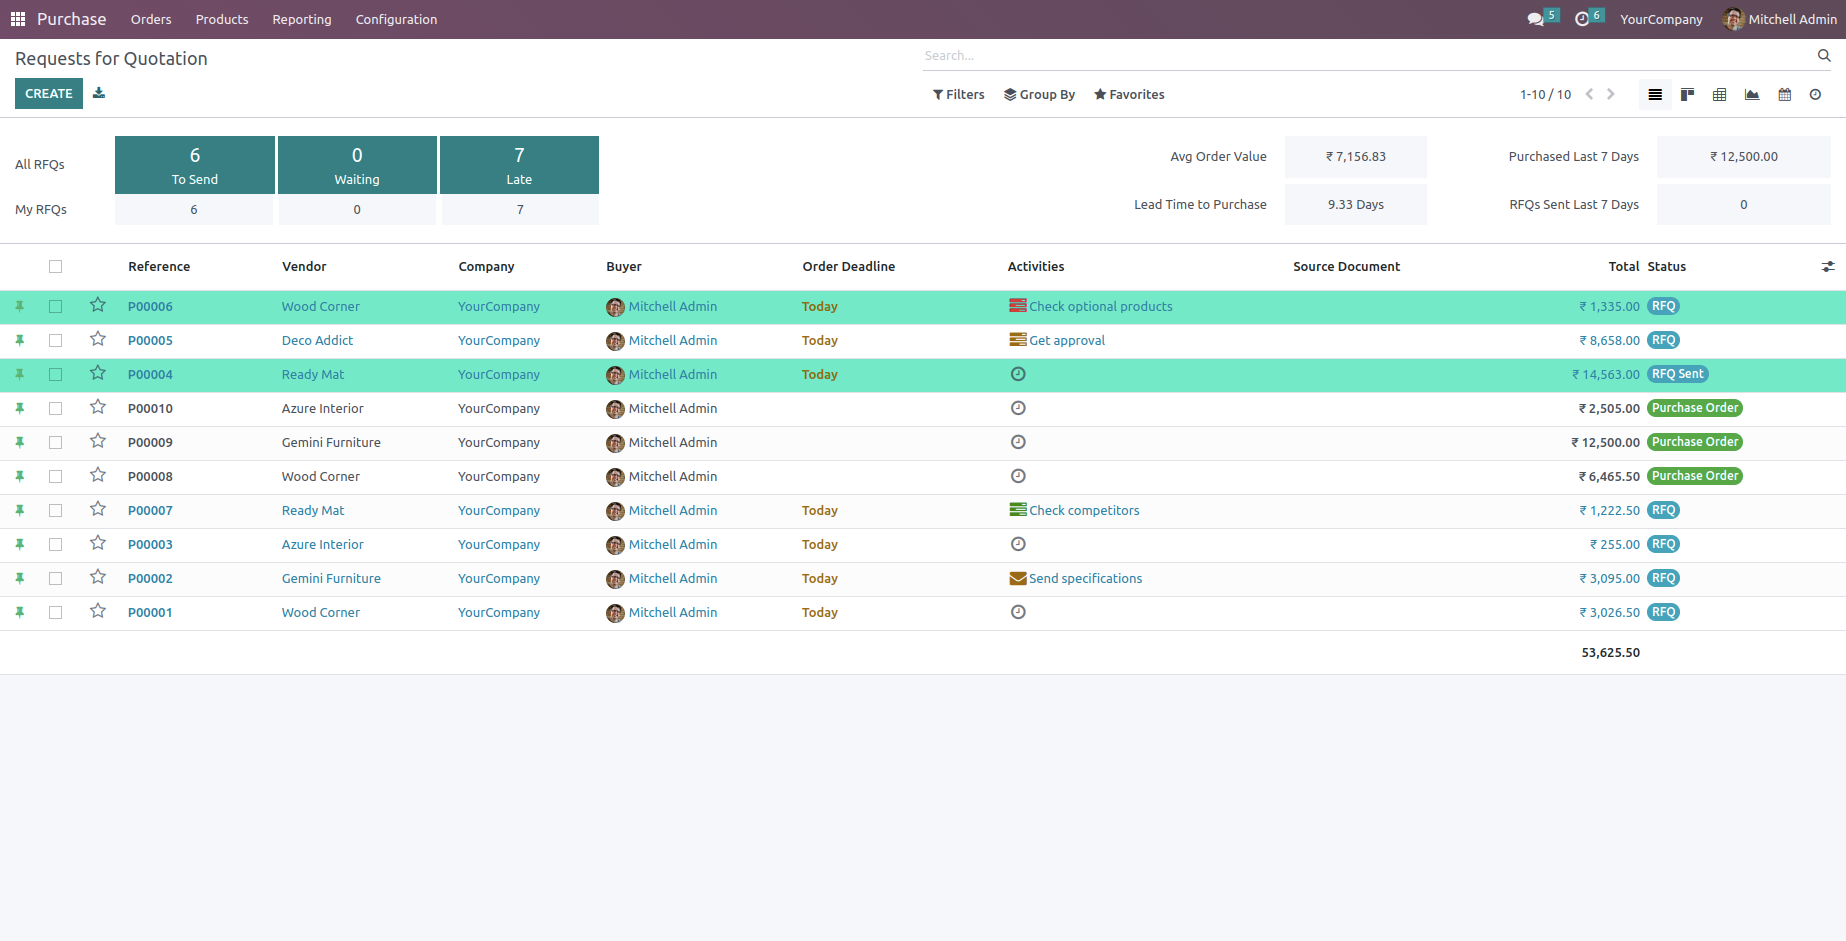 Purchase Orders Products Reporting Configuration 5 6 YourCompany Mitchell Admin
Requests for Quotation Search...
CREATE Filters Group By Favorites 1-10 / 10
All RFQs 6 To Send 0 Waiting 7 Late
My RFQs 6 0 7
Avg Order Value ₹ 7,156.83 Purchased Last 7 Days ₹ 12,500.00
Lead Time to Purchase 9.33 Days RFQs Sent Last 7 Days 0
Reference Vendor Company Buyer Order Deadline Activities Source Document Total Status
P00006 Wood Corner YourCompany Mitchell Admin Today Check optional products ₹ 1,335.00 RFQ
P00005 Deco Addict YourCompany Mitchell Admin Today Get approval ₹ 8,658.00 RFQ
P00004 Ready Mat YourCompany Mitchell Admin Today ₹ 14,563.00 RFQ Sent
P00010 Azure Interior YourCompany Mitchell Admin ₹ 2,505.00 Purchase Order
P00009 Gemini Furniture YourCompany Mitchell Admin ₹ 12,500.00 Purchase Order
P00008 Wood Corner YourCompany Mitchell Admin ₹ 6,465.50 Purchase Order
P00007 Ready Mat YourCompany Mitchell Admin Today Check competitors ₹ 1,222.50 RFQ
P00003 Azure Interior YourCompany Mitchell Admin Today ₹ 255.00 RFQ
P00002 Gemini Furniture YourCompany Mitchell Admin Today Send specifications ₹ 3,095.00 RFQ
P00001 Wood Corner YourCompany Mitchell Admin Today ₹ 3,026.50 RFQ
53,625.50